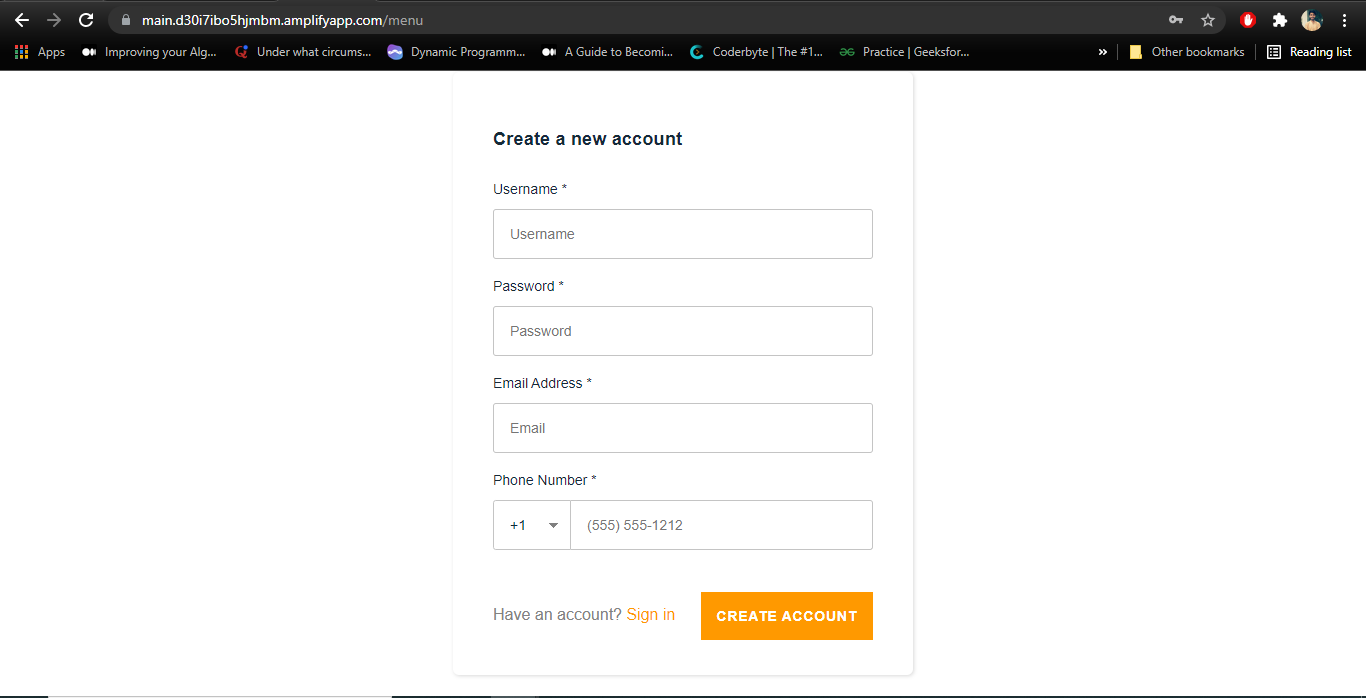 main.d30i7ibo5hjmbm.amplifyapp.com/menu
Apps Improving your Alg... Under what circums... Dynamic Programm... A Guide to Becomi... Coderbyte | The #1... Practice | Geeksfor... » Other bookmarks Reading list
Create a new account
Username *
Username
Password *
Password
Email Address *
Email
Phone Number *
+1 (555) 555-1212
Have an account? Sign in CREATE ACCOUNT